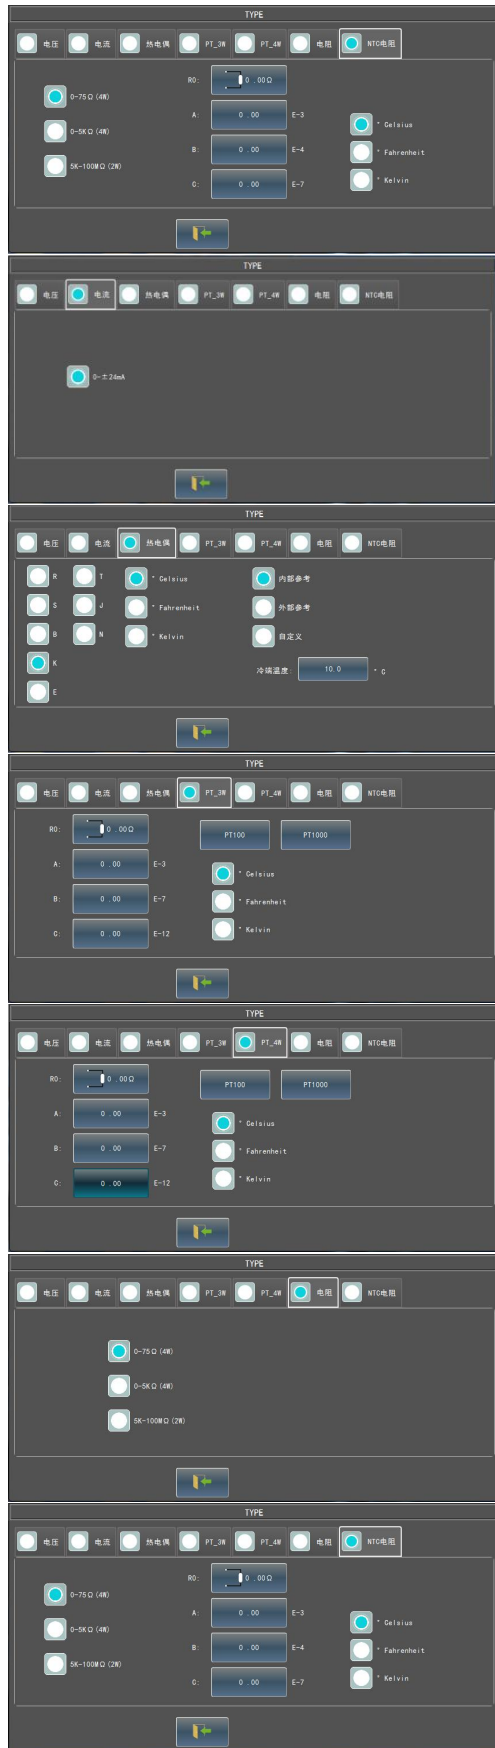 TYPE
电压 电流 热电偶 PT_3W PT_4W 电阻 NTC电阻
R0: 0.00Ω
0-75Ω(4W)
A: 0.00 E-3
° Celsius
0-5KΩ(4W)
B: 0.00 E-4
° Fahrenheit
5K-100MΩ(2W)
C: 0.00 E-7
° Kelvin
TYPE
电压 电流 热电偶 PT_3W PT_4W 电阻 NTC电阻
0-±24mA
TYPE
电压 电流 热电偶 PT_3W PT_4W 电阻 NTC电阻
R T ° Celsius 内部参考
S J ° Fahrenheit 外部参考
B N ° Kelvin 自定义
K 冷端温度: 10.0 ° C
E
TYPE
电压 电流 热电偶 PT_3W PT_4W 电阻 NTC电阻
R0: 0.00Ω PT100 PT1000
A: 0.00 E-3 ° Celsius
B: 0.00 E-7 ° Fahrenheit
C: 0.00 E-12 ° Kelvin
TYPE
电压 电流 热电偶 PT_3W PT_4W 电阻 NTC电阻
R0: 0.00Ω PT100 PT1000
A: 0.00 E-3 ° Celsius
B: 0.00 E-7 ° Fahrenheit
C: 0.00 E-12 ° Kelvin
TYPE
电压 电流 热电偶 PT_3W PT_4W 电阻 NTC电阻
0-75Ω(4W)
0-5KΩ(4W)
5K-100MΩ(2W)
TYPE
电压 电流 热电偶 PT_3W PT_4W 电阻 NTC电阻
R0: 0.00Ω
0-75Ω(4W)
A: 0.00 E-3
° Celsius
0-5KΩ(4W)
B: 0.00 E-4
° Fahrenheit
5K-100MΩ(2W)
C: 0.00 E-7
° Kelvin